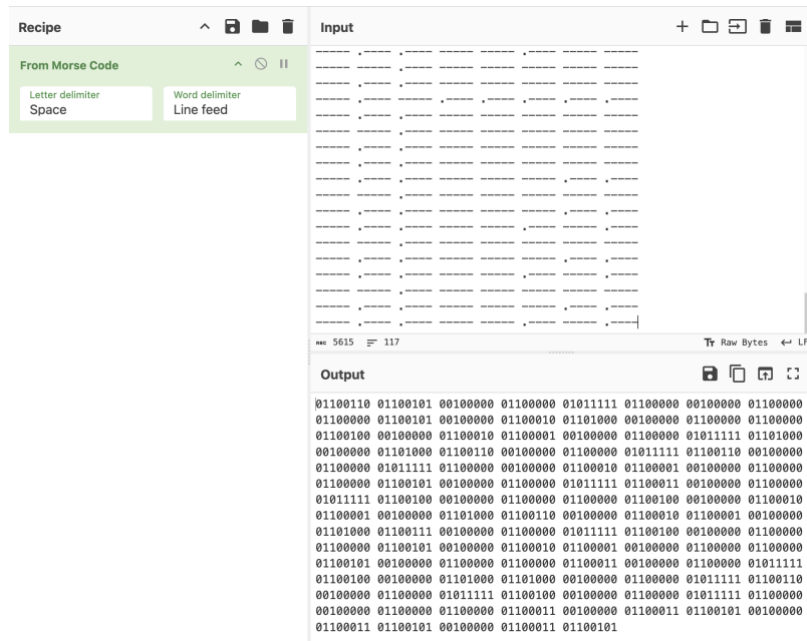 Recipe
Input
From Morse Code
Letter delimiter
Space
Word delimiter
Line feed
----- .---- .---- ----- ----- .---- ----- -----
----- ----- .---- ----- ----- ----- ----- -----
----- .---- .---- ----- ----- ----- ----- -----
----- .---- ----- .---- .---- .---- .---- .----
----- .---- .---- ----- ----- ----- ----- -----
----- ----- .---- ----- ----- ----- ----- -----
----- .---- .---- ----- ----- ----- ----- -----
----- .---- .---- ----- ----- ----- ----- -----
----- .---- .---- ----- ----- ----- .---- .----
----- ----- .---- ----- ----- ----- ----- -----
----- .---- .---- ----- ----- ----- .---- .----
----- .---- .---- ----- ----- .---- ----- .----
----- ----- .---- ----- ----- ----- ----- -----
----- .---- .---- ----- ----- ----- .---- .----
----- .---- .---- ----- ----- .---- ----- .----
----- ----- .---- ----- ----- ----- ----- -----
----- .---- .---- ----- ----- ----- .---- .----
----- .---- .---- ----- ----- .---- ----- .----
5615 117 Raw Bytes LF
Output
01100110 01100101 00100000 01100000 01011111 01100000 00100000 01100000
01100000 01100101 00100000 01100010 01101000 00100000 01100000 01100000
01100100 00100000 01100010 01100001 00100000 01100000 01011111 01101000
00100000 01101000 01100110 00100000 01100000 01011111 01100110 00100000
01100000 01011111 01100000 00100000 01100010 01100001 00100000 01100000
01100000 01100101 00100000 01100000 01011111 01100011 00100000 01100000
01011111 01100100 00100000 01100000 01100000 01100100 00100000 01100010
01100001 00100000 01101000 01100110 00100000 01100010 01100001 00100000
01101000 01100111 00100000 01100000 01011111 01100100 00100000 01100000
01100000 01100101 00100000 01100010 01100001 00100000 01100000 01100000
01100101 00100000 01100000 01100000 01100011 00100000 01100000 01011111
01100100 00100000 01101000 01101000 00100000 01100000 01011111 01100110
00100000 01100000 01011111 01100100 00100000 01100000 01011111 01100000
00100000 01100000 01100000 01100011 00100000 01100011 01100101 00100000
01100011 01100101 00100000 01100011 01100101